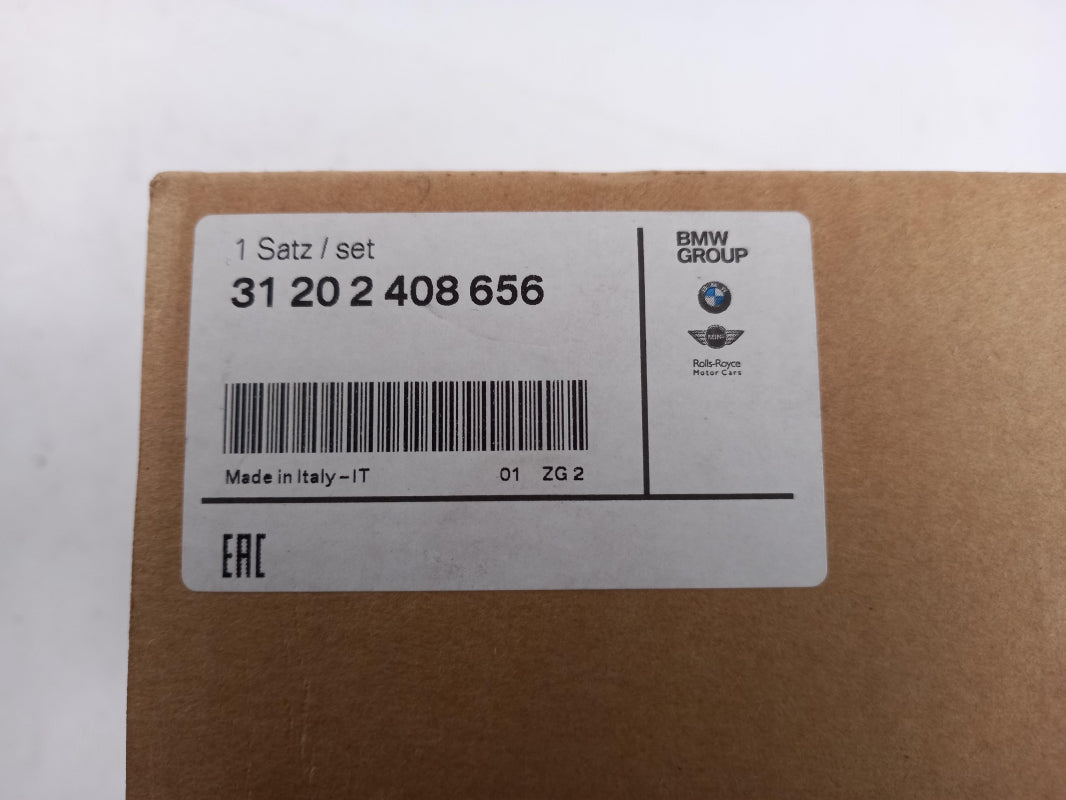 1 Satz / set
31 20 2 408 656
Made in Italy – IT 01 ZG 2
EAC
BMW
GROUP
MINI
Rolls-Royce
Motor Cars